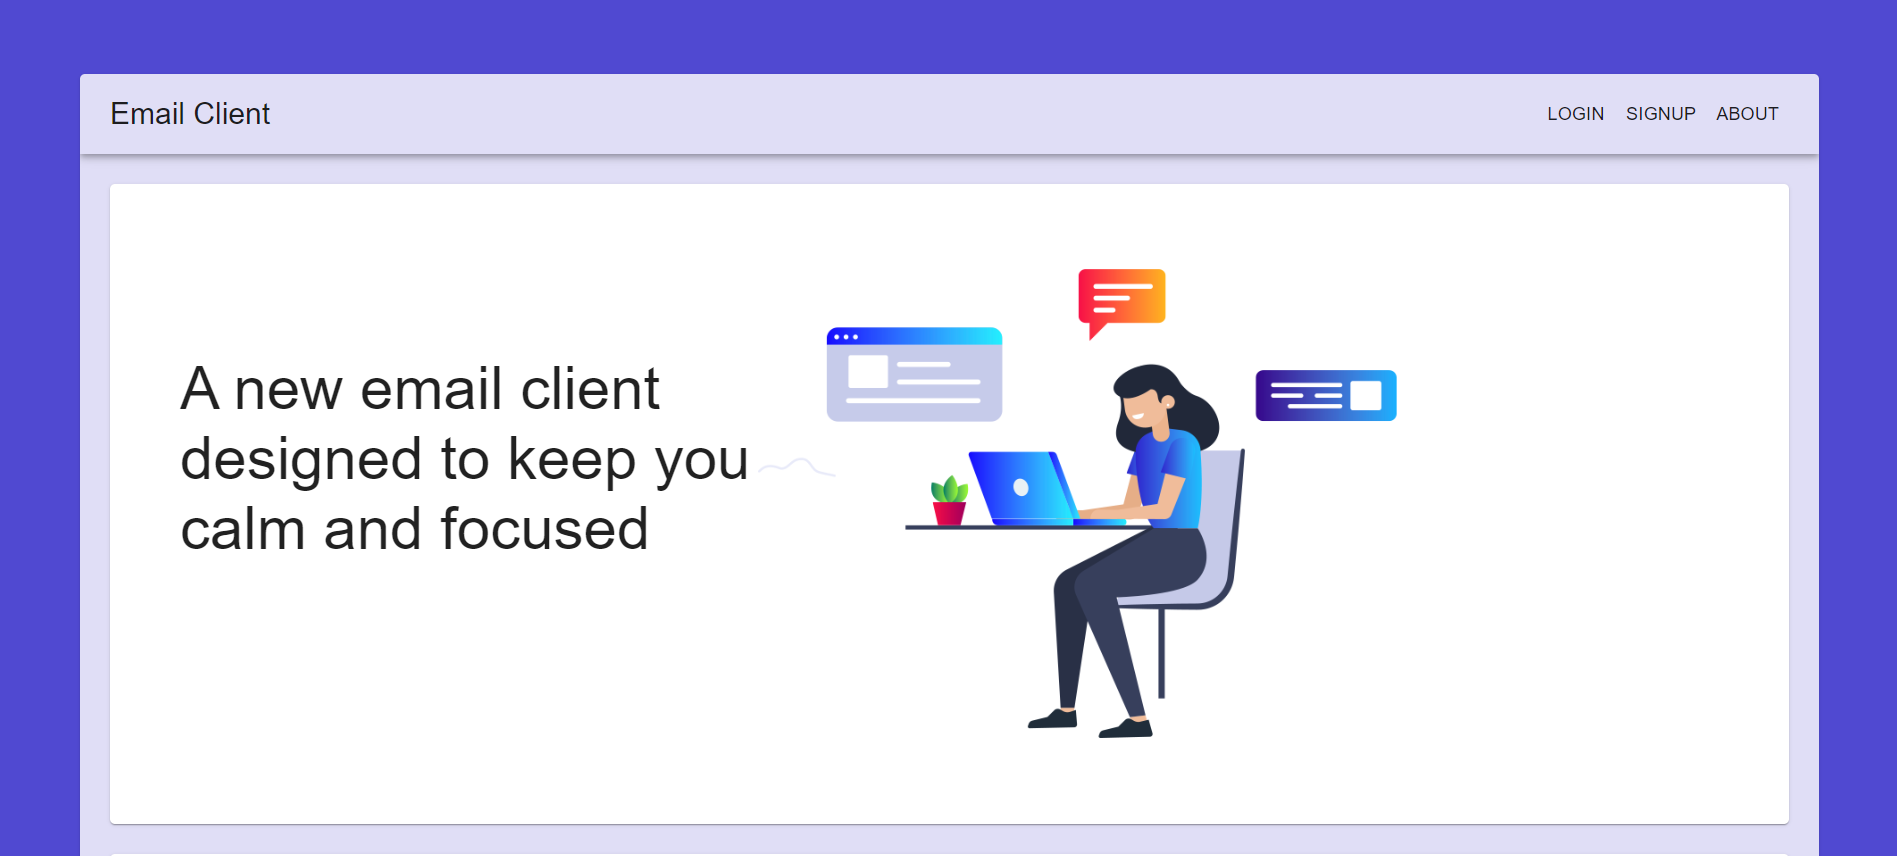 Email Client
LOGIN SIGNUP ABOUT
A new email client
designed to keep you
calm and focused